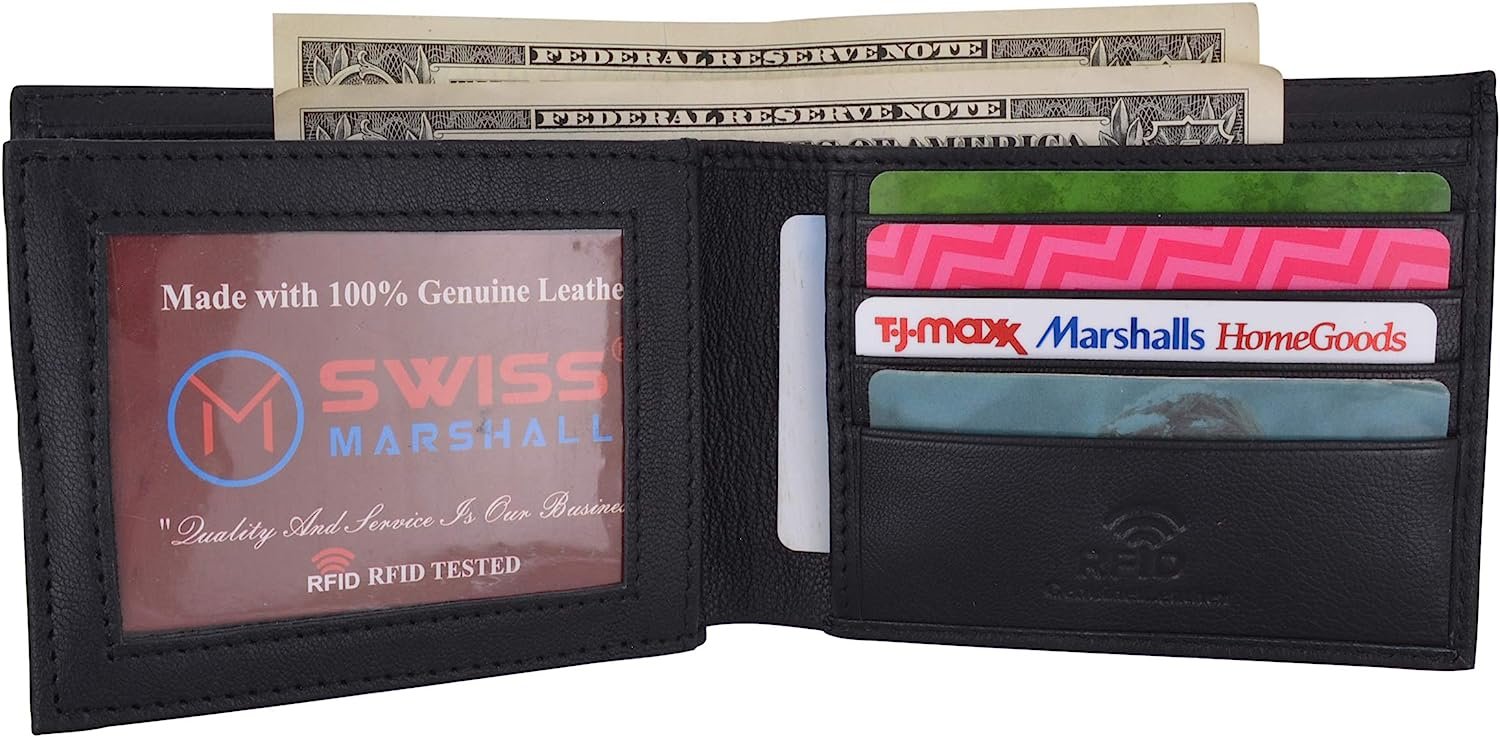 FEDERAL RESERVE NOTE
FEDERAL RESERVE NOTE
OF AMERICA
Made with 100% Genuine Leathe
SWISS®
MARSHALL
"Quality And Service Is Our Busines
RFID RFID TESTED
T·J·maxx Marshalls HomeGoods
RFID